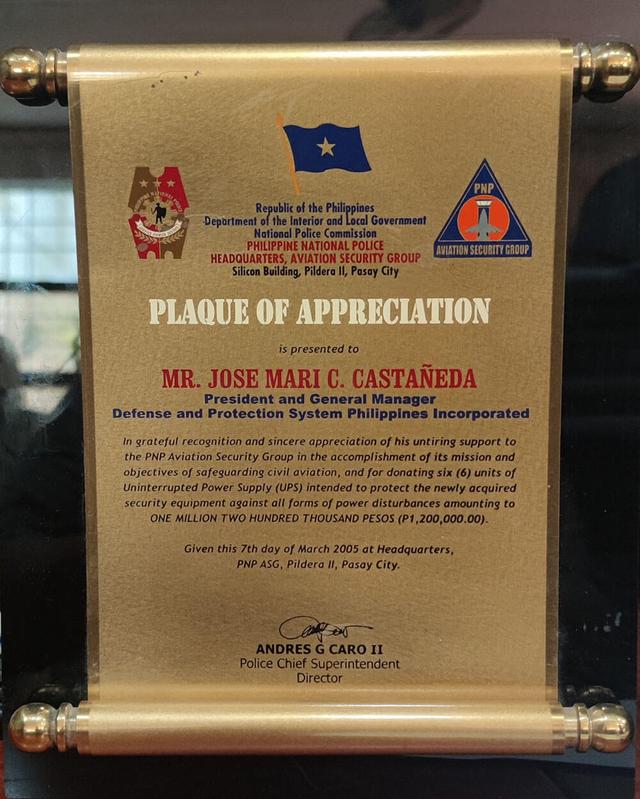 Republic of the Philippines
Department of the Interior and Local Government
National Police Commission
PHILIPPINE NATIONAL POLICE
HEADQUARTERS, AVIATION SECURITY GROUP
Silicon Building, Pildera II, Pasay City
PNP
AVIATION SECURITY GROUP
PLAQUE OF APPRECIATION
is presented to
MR. JOSE MARI C. CASTAÑEDA
President and General Manager
Defense and Protection System Philippines Incorporated
In grateful recognition and sincere appreciation of his untiring support to
the PNP Aviation Security Group in the accomplishment of its mission and
objectives of safeguarding civil aviation, and for donating six (6) units of
Uninterrupted Power Supply (UPS) intended to protect the newly acquired
security equipment against all forms of power disturbances amounting to
ONE MILLION TWO HUNDRED THOUSAND PESOS (P1,200,000.00).
Given this 7th day of March 2005 at Headquarters,
PNP ASG, Pildera II, Pasay City.
ANDRES G CARO II
Police Chief Superintendent
Director